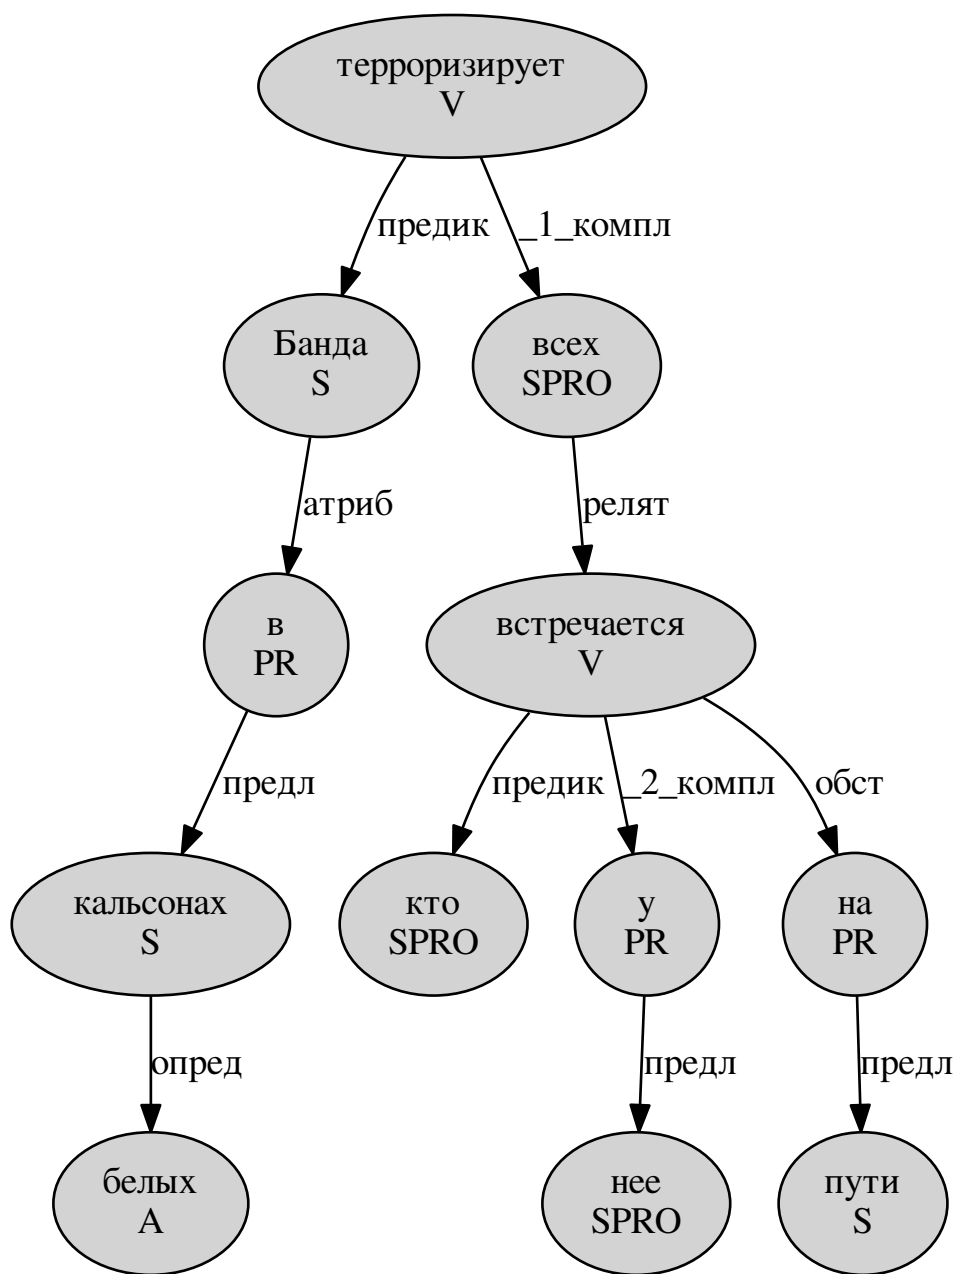 терроризирует
V
предик
_1_компл
Банда
S
всех
SPRO
атриб
релят
в
PR
встречается
V
предл
предик
_2_компл
обст
кальсонах
S
кто
SPRO
у
PR
на
PR
опред
предл
предл
белых
A
нее
SPRO
пути
S